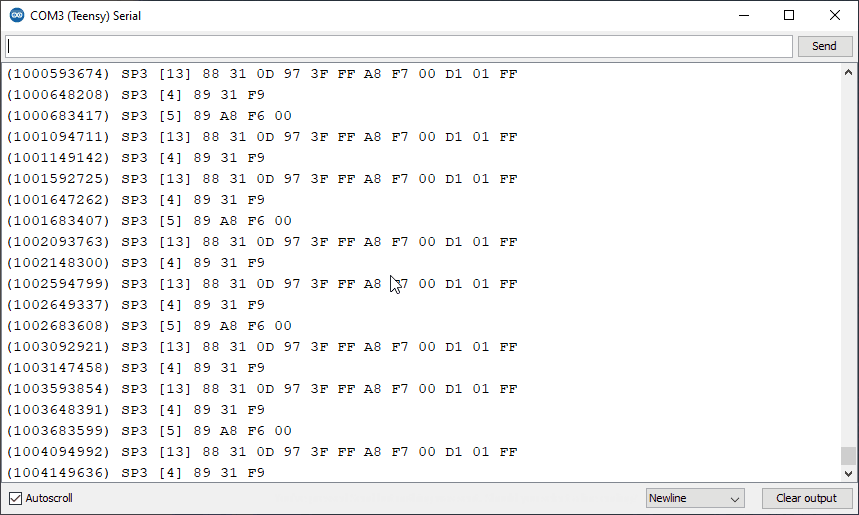 COM3 (Teensy) Serial
Send
(1000593674) SP3 [13] 88 31 0D 97 3F FF A8 F7 00 D1 01 FF
(1000648208) SP3 [4] 89 31 F9
(1000683417) SP3 [5] 89 A8 F6 00
(1001094711) SP3 [13] 88 31 0D 97 3F FF A8 F7 00 D1 01 FF
(1001149142) SP3 [4] 89 31 F9
(1001592725) SP3 [13] 88 31 0D 97 3F FF A8 F7 00 D1 01 FF
(1001647262) SP3 [4] 89 31 F9
(1001683407) SP3 [5] 89 A8 F6 00
(1002093763) SP3 [13] 88 31 0D 97 3F FF A8 F7 00 D1 01 FF
(1002148300) SP3 [4] 89 31 F9
(1002594799) SP3 [13] 88 31 0D 97 3F FF A8 F7 00 D1 01 FF
(1002649337) SP3 [4] 89 31 F9
(1002683608) SP3 [5] 89 A8 F6 00
(1003092921) SP3 [13] 88 31 0D 97 3F FF A8 F7 00 D1 01 FF
(1003147458) SP3 [4] 89 31 F9
(1003593854) SP3 [13] 88 31 0D 97 3F FF A8 F7 00 D1 01 FF
(1003648391) SP3 [4] 89 31 F9
(1003683599) SP3 [5] 89 A8 F6 00
(1004094992) SP3 [13] 88 31 0D 97 3F FF A8 F7 00 D1 01 FF
(1004149636) SP3 [4] 89 31 F9
Autoscroll
Newline
Clear output